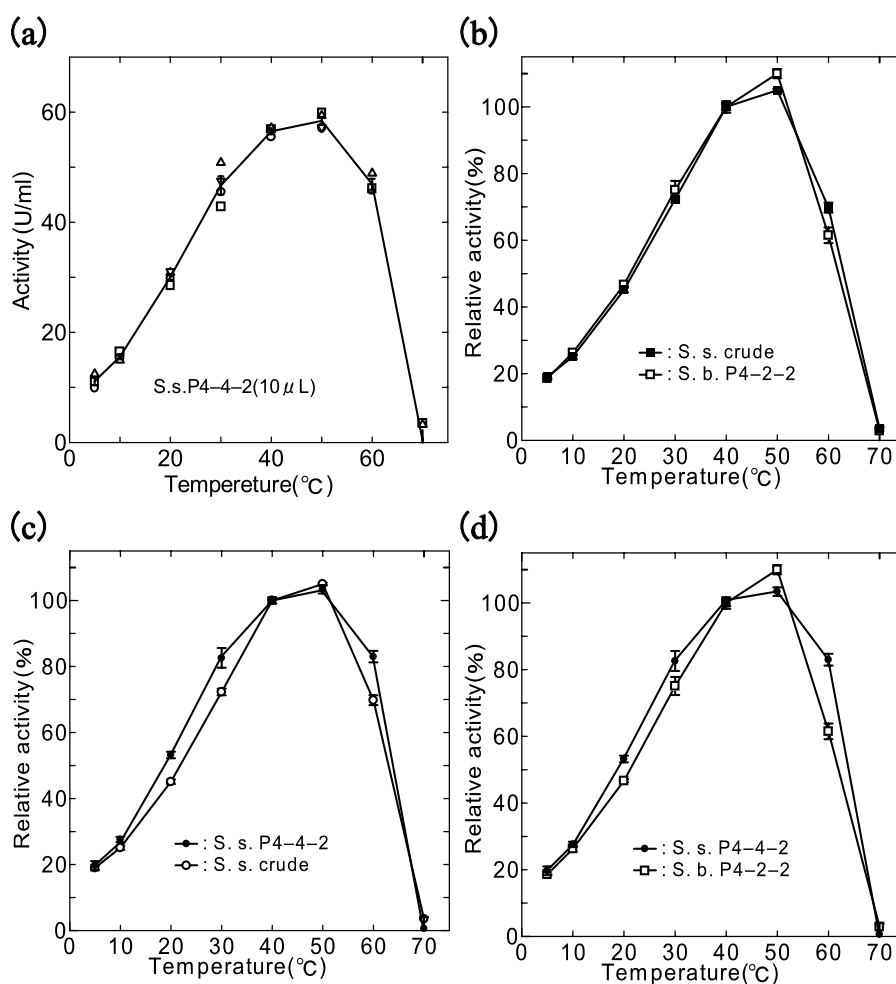 (a)
Activity(U/ml)
60
40
20
0
S.s.P4-4-2(10μL)
0 20 40 60
Tempereture(℃)
(b)
Relative activity(%)
100
80
60
40
20
0
: S. s. crude
: S. b. P4-2-2
0 10 20 30 40 50 60 70
Temperature(℃)
(c)
Relative activity(%)
100
80
60
40
20
0
: S. s. P4-4-2
: S. s. crude
0 10 20 30 40 50 60 70
Temperature(℃)
(d)
Relative activity(%)
100
80
60
40
20
0
: S. s. P4-4-2
: S. b. P4-2-2
0 10 20 30 40 50 60 70
Temperature(℃)